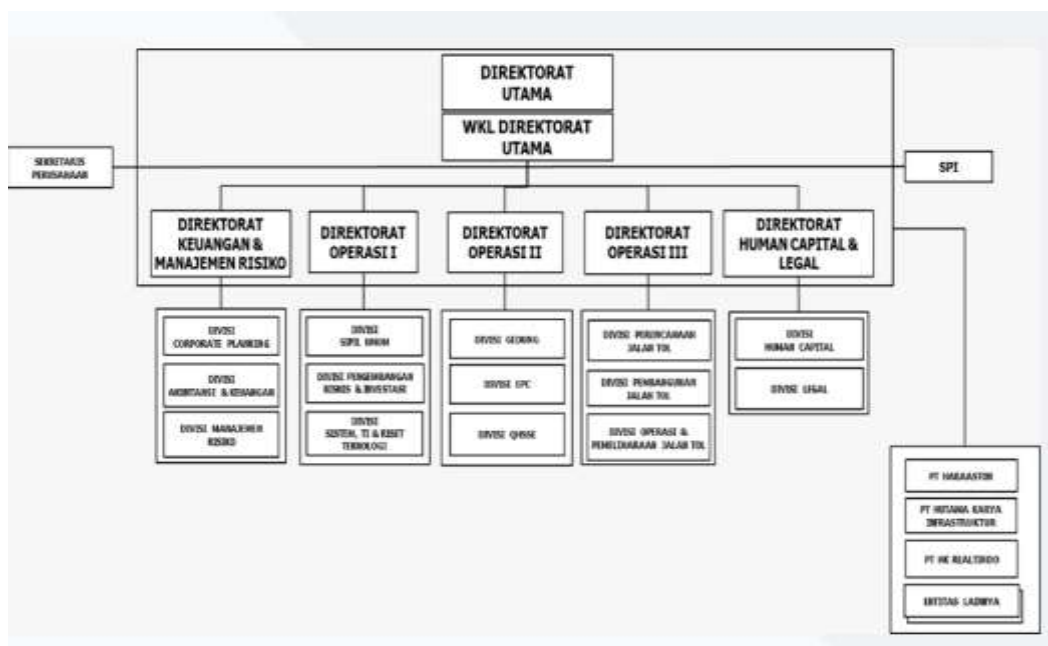 DIREKTORAT
UTAMA
WKL DIREKTORAT
UTAMA
SEKRETARIS
PERUSAHAAN
SPI
DIREKTORAT
KEUANGAN &
MANAJEMEN RISIKO
DIREKTORAT
OPERASI I
DIREKTORAT
OPERASI II
DIREKTORAT
OPERASI III
DIREKTORAT
HUMAN CAPITAL &
LEGAL
DIVISI
CORPORATE PLANNING
DIVISI
AKUNTANSI & KEUANGAN
DIVISI MANAJEMEN
RISIKO
DIVISI
SIPIL UMUM
DIVISI PENGEMBANGAN
BISNIS & INVESTASI
DIVISI
SISTEM, TI & RISET
TEKNOLOGI
DIVISI GEDUNG
DIVISI EPC
DIVISI QHSSE
DIVISI PERENCANAAN
JALAN TOL
DIVISI PEMBANGUNAN
JALAN TOL
DIVISI OPERASI &
PEMELIHARAAN JALAN TOL
DIVISI
HUMAN CAPITAL
DIVISI LEGAL
PT HAKAASTON
PT HUTAMA KARYA
INFRASTRUKTUR
PT HK REALTINDO
ENTITAS LAINNYA